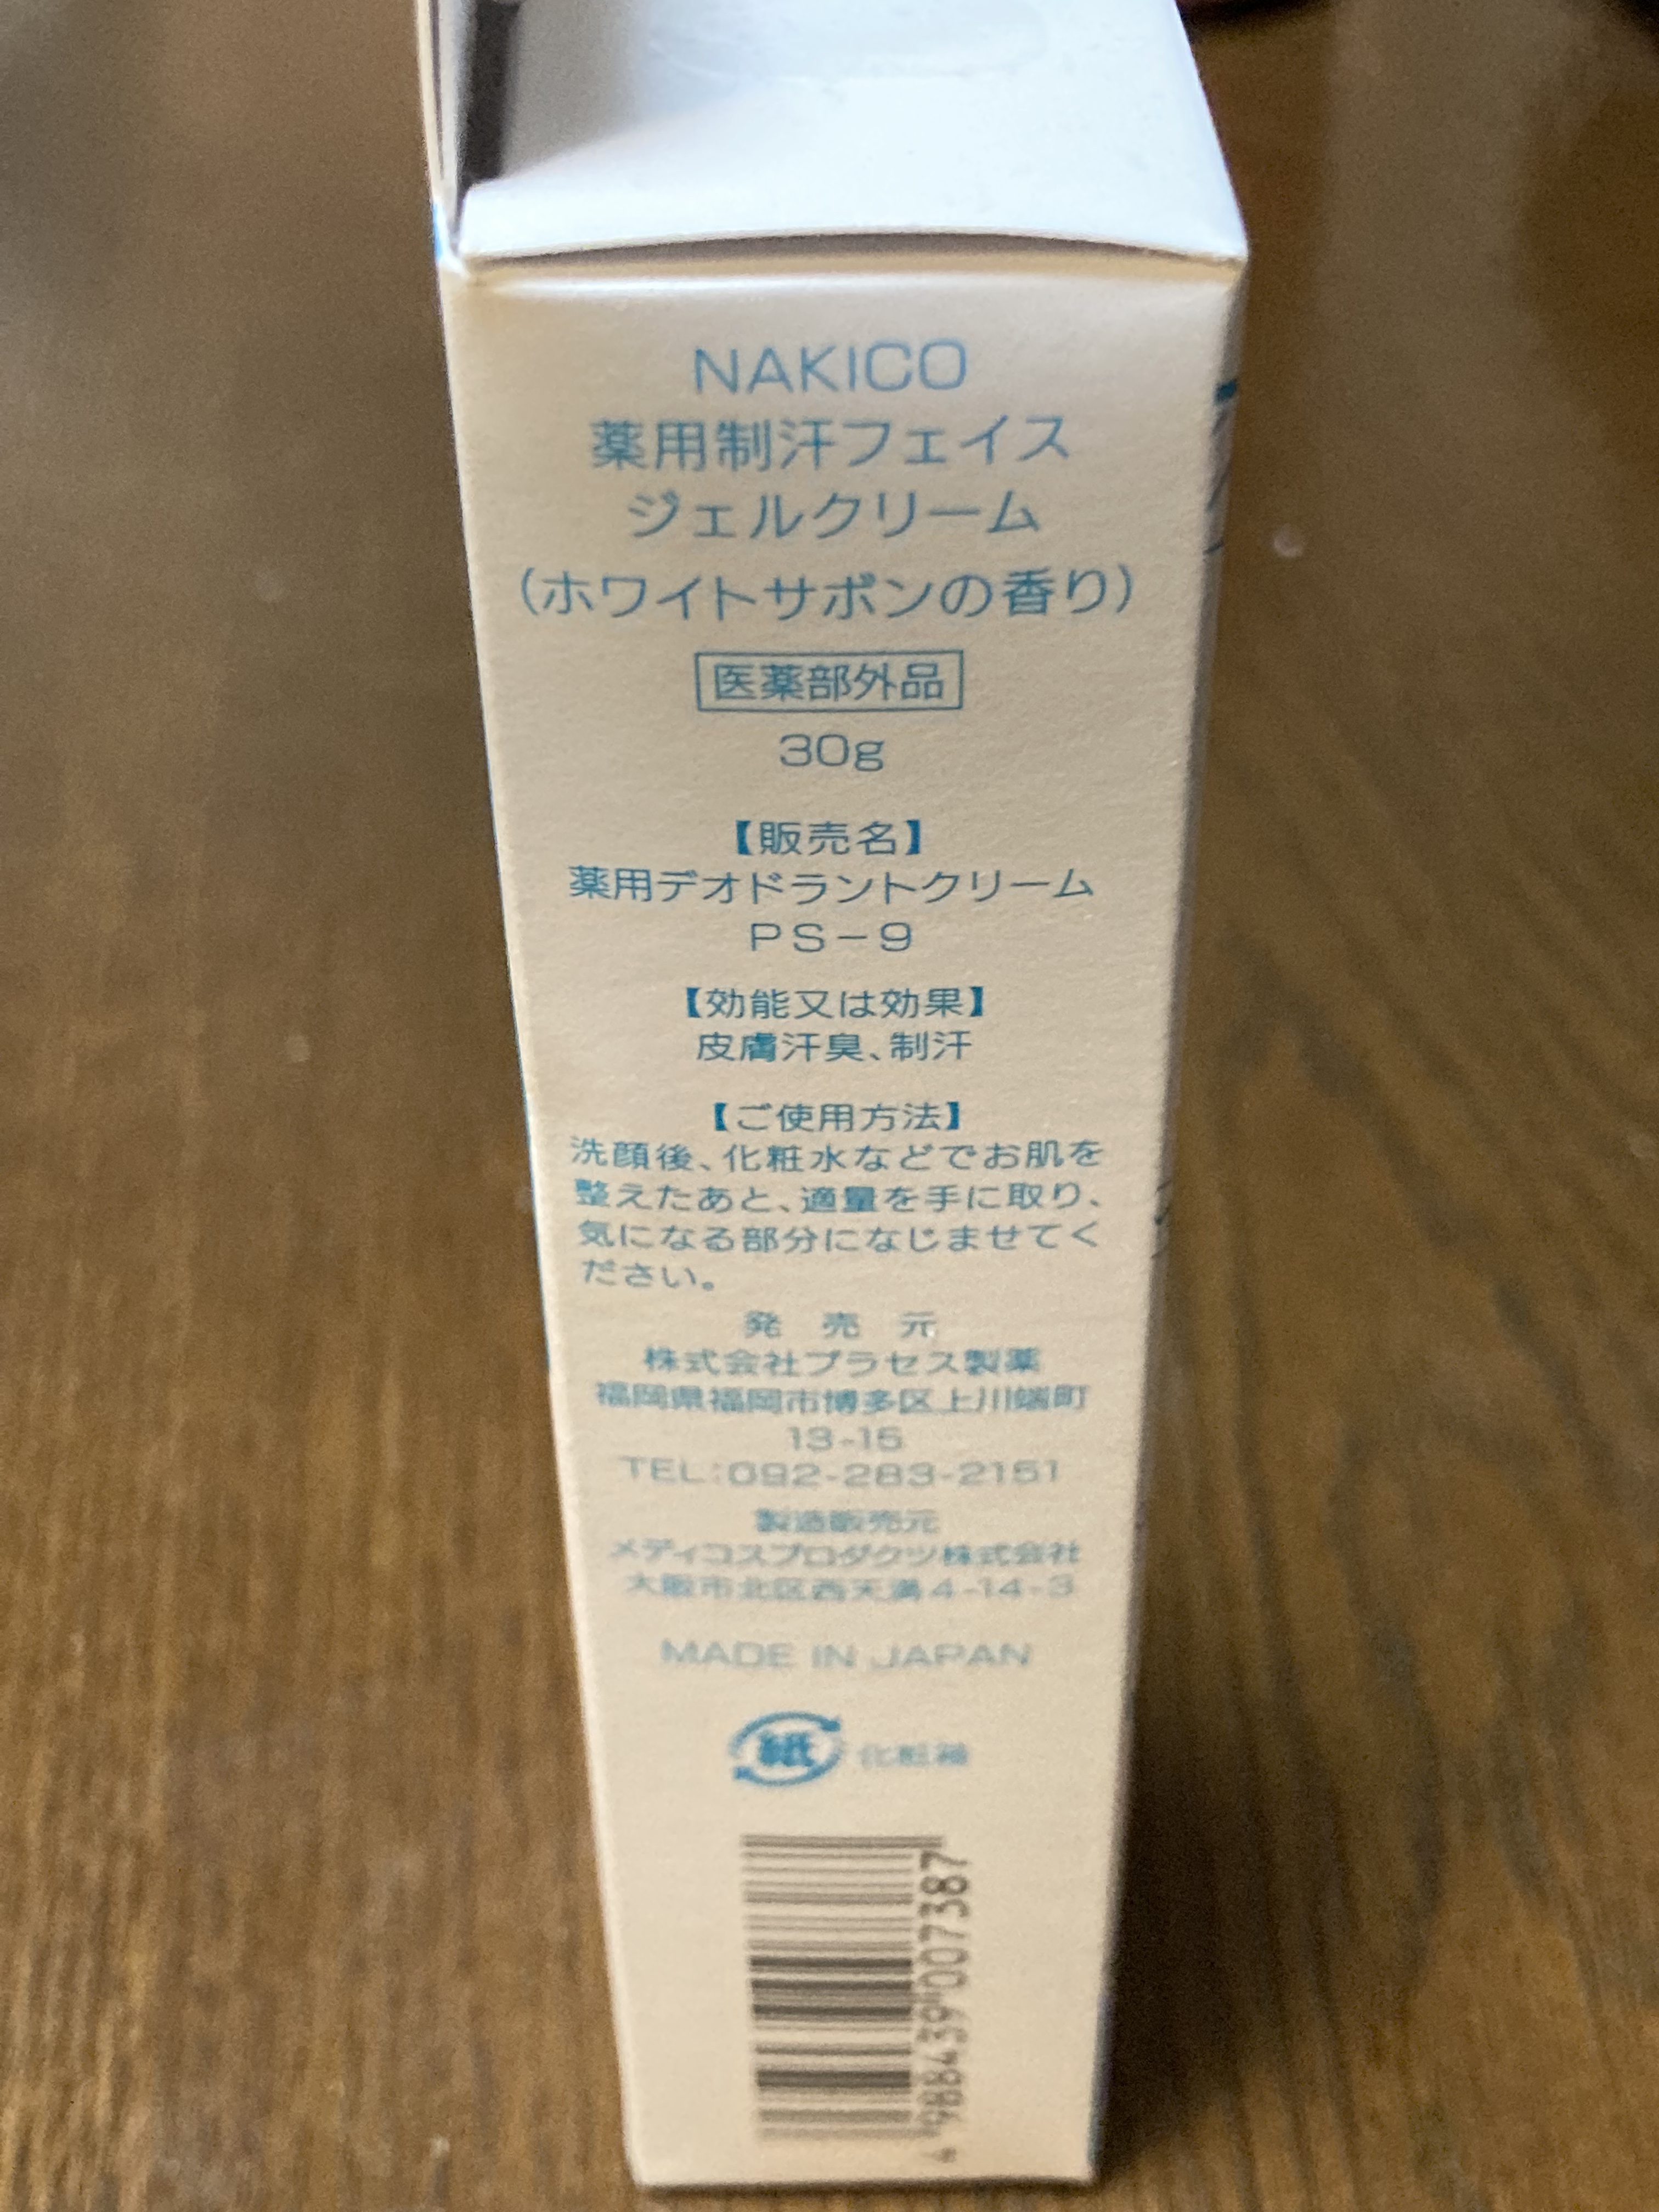 NAKICO
薬用制汗フェイス
ジェルクリーム
（ホワイトサボンの香り）
医薬部外品
30g
【販売名】
薬用デオドラントクリーム
PS－9
【効能又は効果】
皮膚汗臭、制汗
【ご使用方法】
洗顔後、化粧水などでお肌を
整えたあと、適量を手に取り、
気になる部分になじませてく
ださい。
発 売 元
株式会社プラセス製薬
福岡県福岡市博多区上川端町
13-15
TEL:092-283-2151
製造販売元
メディコスプロダクツ株式会社
大阪市北区西天満4-14-3
MADE IN JAPAN
紙 化粧箱
4988439007387